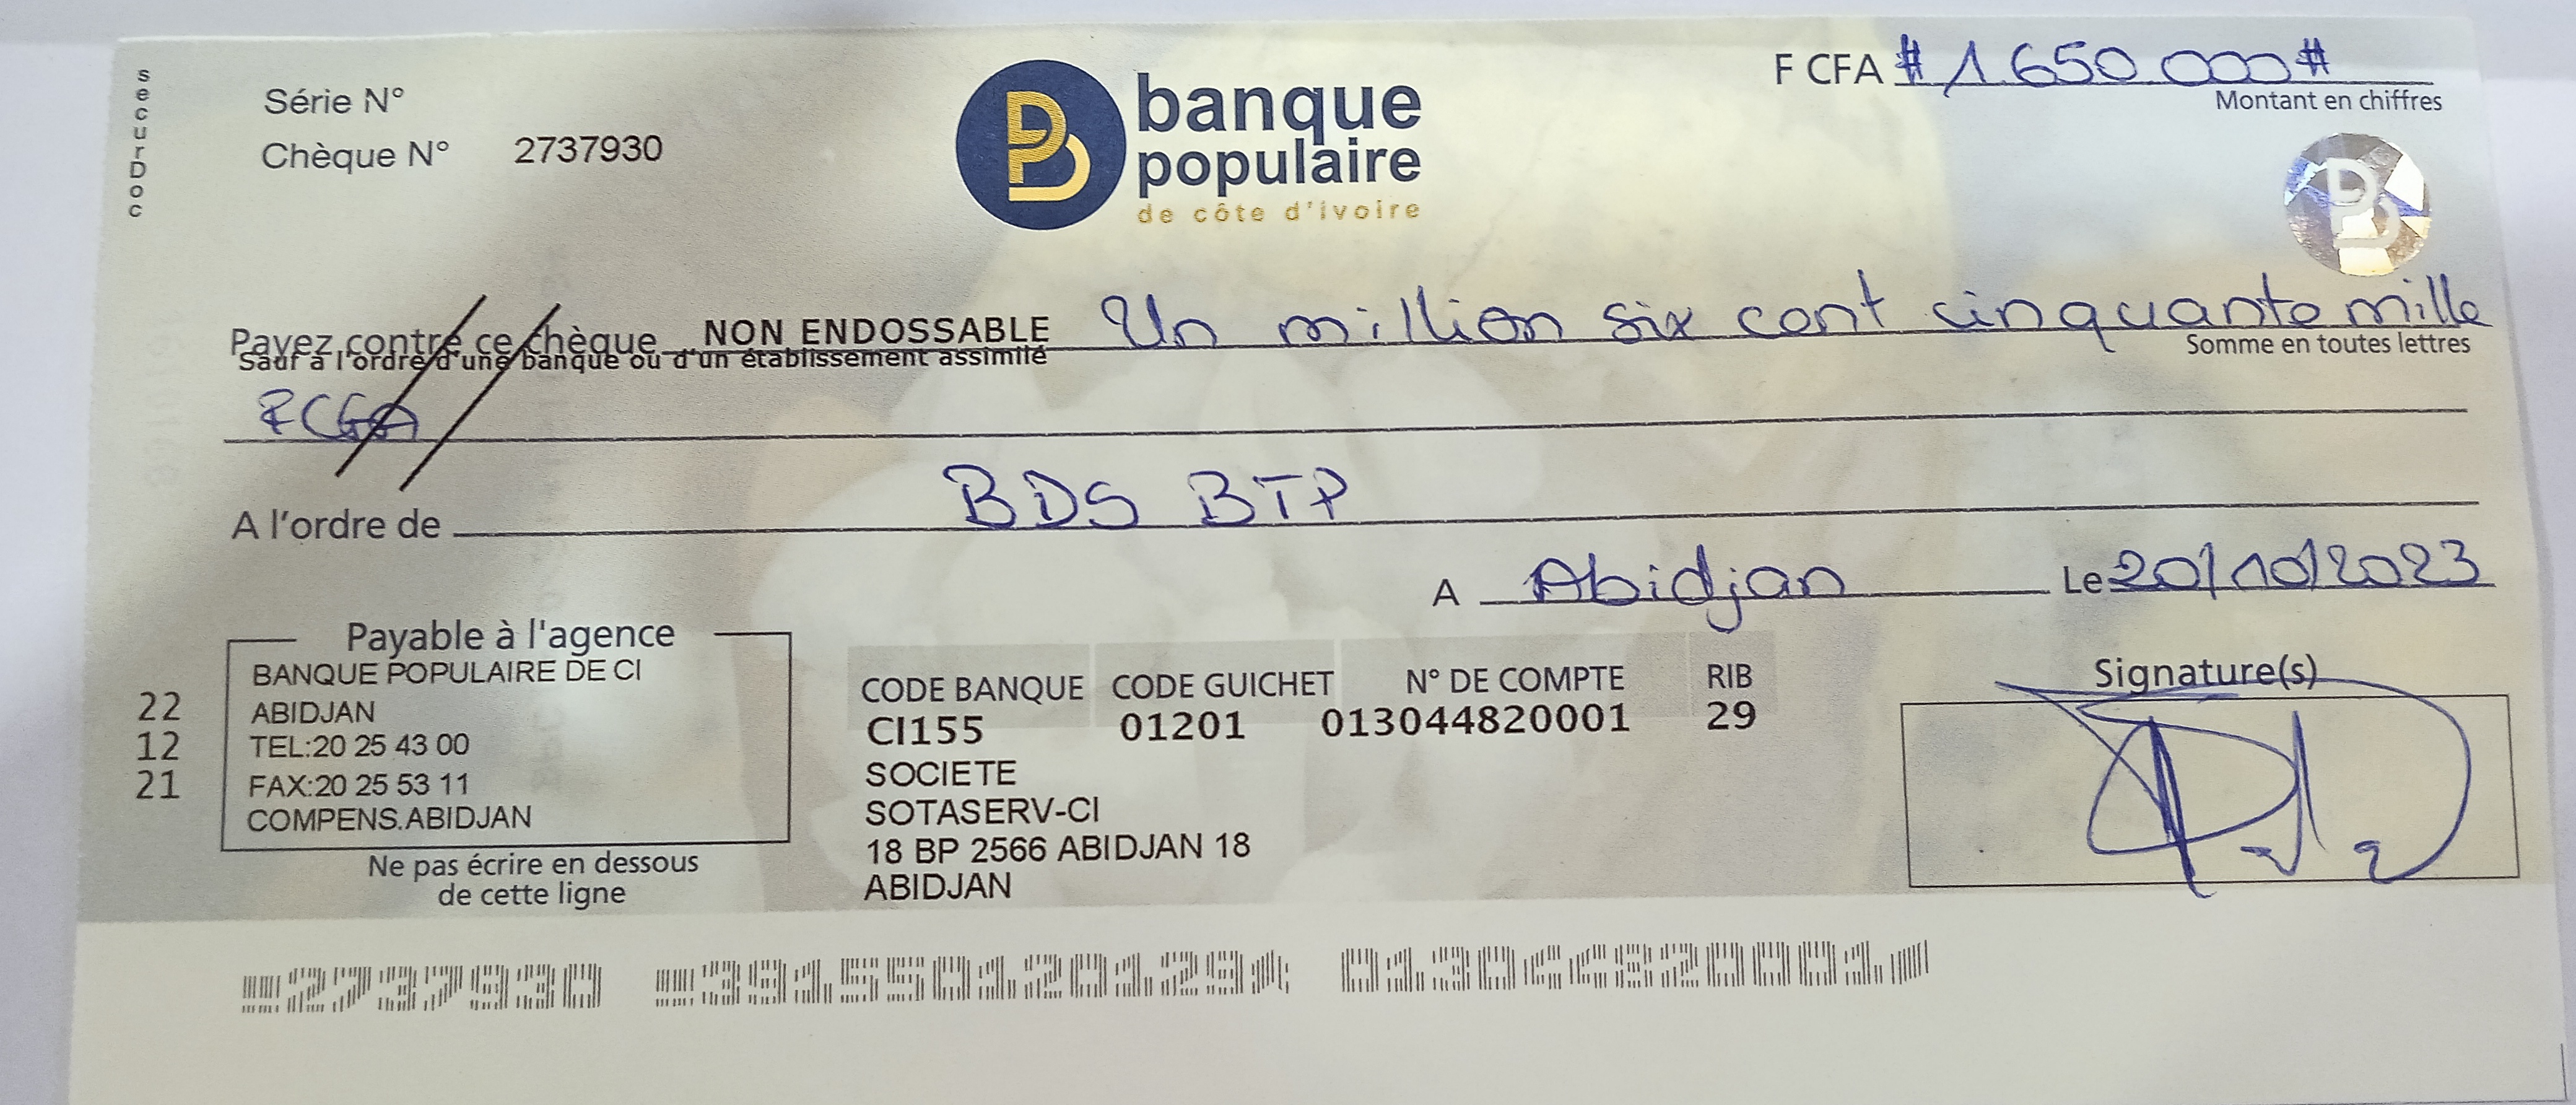 securDoc
Série N°
Chèque N° 2737930
banque
populaire
de côte d'ivoire
F CFA # 1 650 000 #
Montant en chiffres
Payez contre ce chèque NON ENDOSSABLE Un million six cent cinquante mille
Sauf à l'ordre d'une banque ou d'un établissement assimilé
Somme en toutes lettres
FCFA
A l'ordre de BDS BTP
A Abidjan Le 20/10/2023
Payable à l'agence
BANQUE POPULAIRE DE CI
ABIDJAN
TEL:20 25 43 00
FAX:20 25 53 11
COMPENS.ABIDJAN
22
12
21
Ne pas écrire en dessous
de cette ligne
CODE BANQUE CODE GUICHET N° DE COMPTE RIB
CI155 01201 013044820001 29
SOCIETE
SOTASERV-CI
18 BP 2566 ABIDJAN 18
ABIDJAN
Signature(s)
2737930 391550120129 013044820001